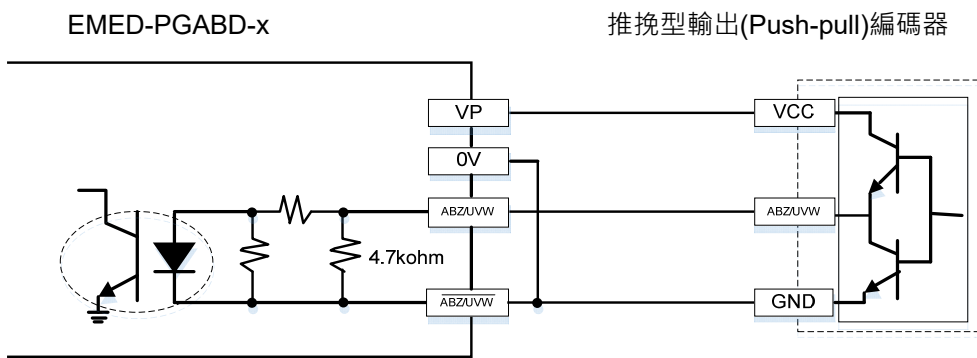 EMED-PGABD-x
推挽型輸出(Push-pull)編碼器
VP
VCC
0V
ABZ/UVW
ABZ/UVW
4.7kohm
ABZ/UVW
GND